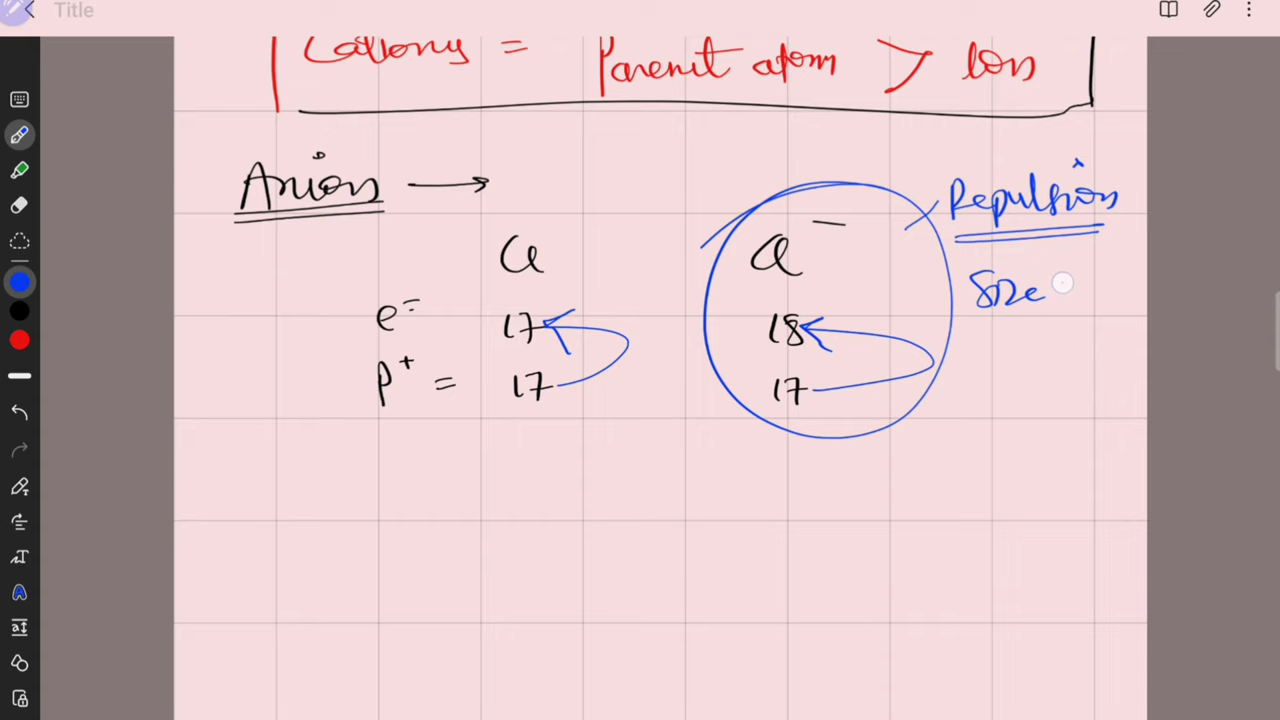 Title
Cations = Parent atom > Ion
Anion →
Cl Cl⁻
Repulsion
Size
e⁻ 17 18
p⁺ = 17 17